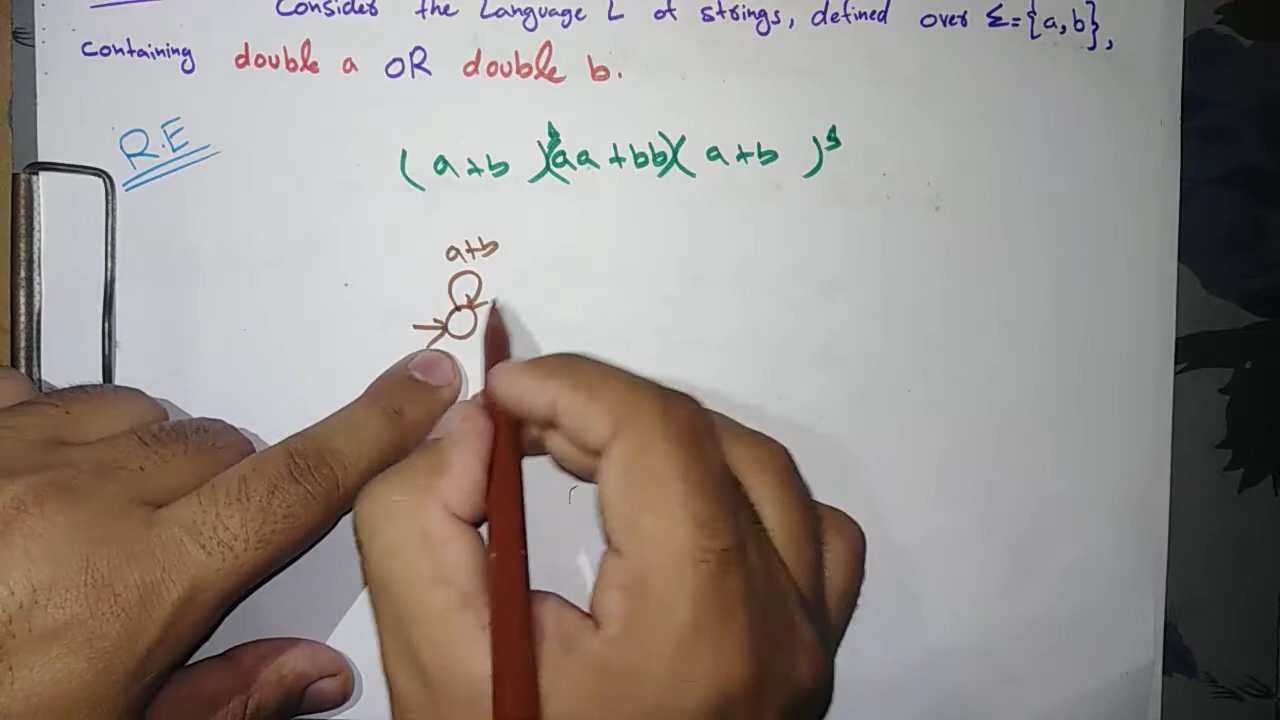 Consider the Language L of strings, defined over Σ={a,b},
containing double a OR double b.
R.E
(a+b)*(aa+bb)(a+b)*
a+b